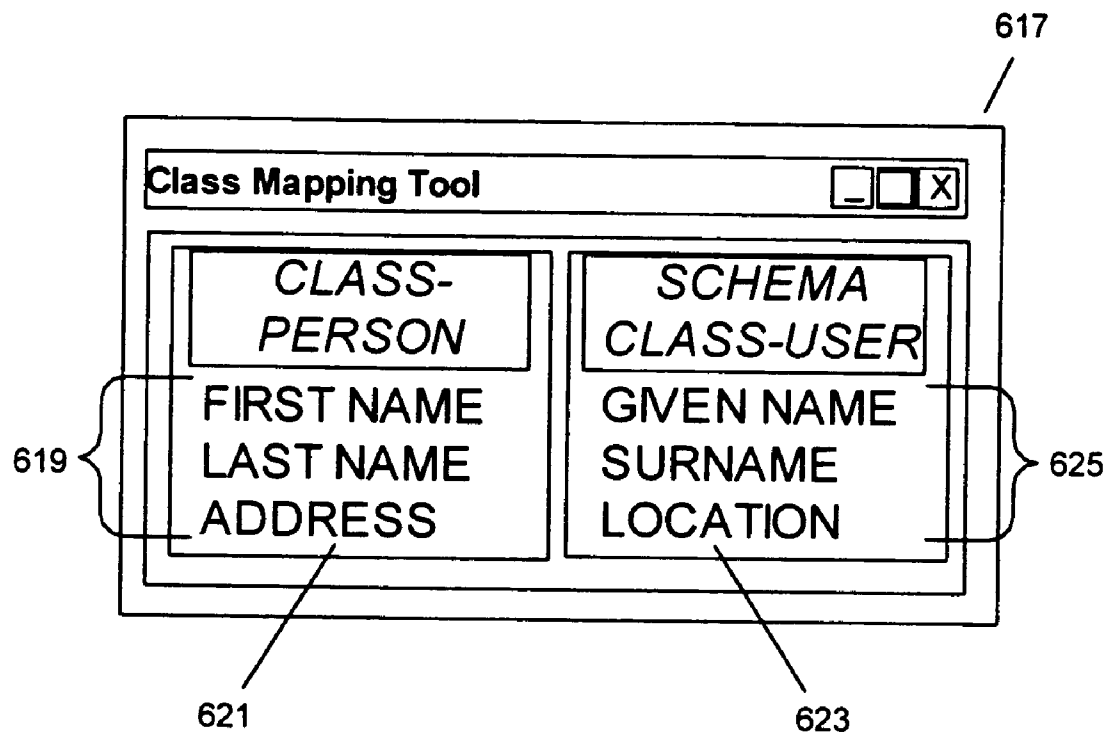 617
Class Mapping Tool
_ X
CLASS-
PERSON
FIRST NAME
LAST NAME
ADDRESS
SCHEMA
CLASS-USER
GIVEN NAME
SURNAME
LOCATION
619
625
621
623